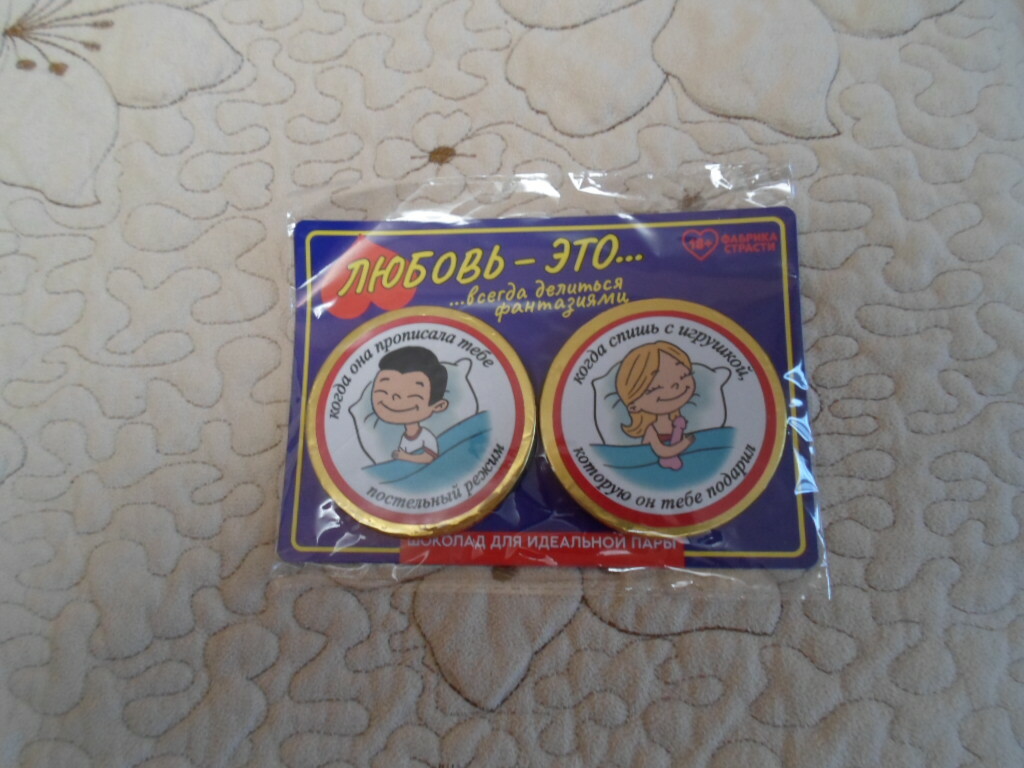 ЛЮБОВЬ – ЭТО...
...всегда делиться
фантазиями
18+
ФАБРИКА
СТРАСТИ
когда она прописала тебе
постельный режим
когда спишь с игрушкой,
которую он тебе подарил
ШОКОЛАД ДЛЯ ИДЕАЛЬНОЙ ПАРЫ